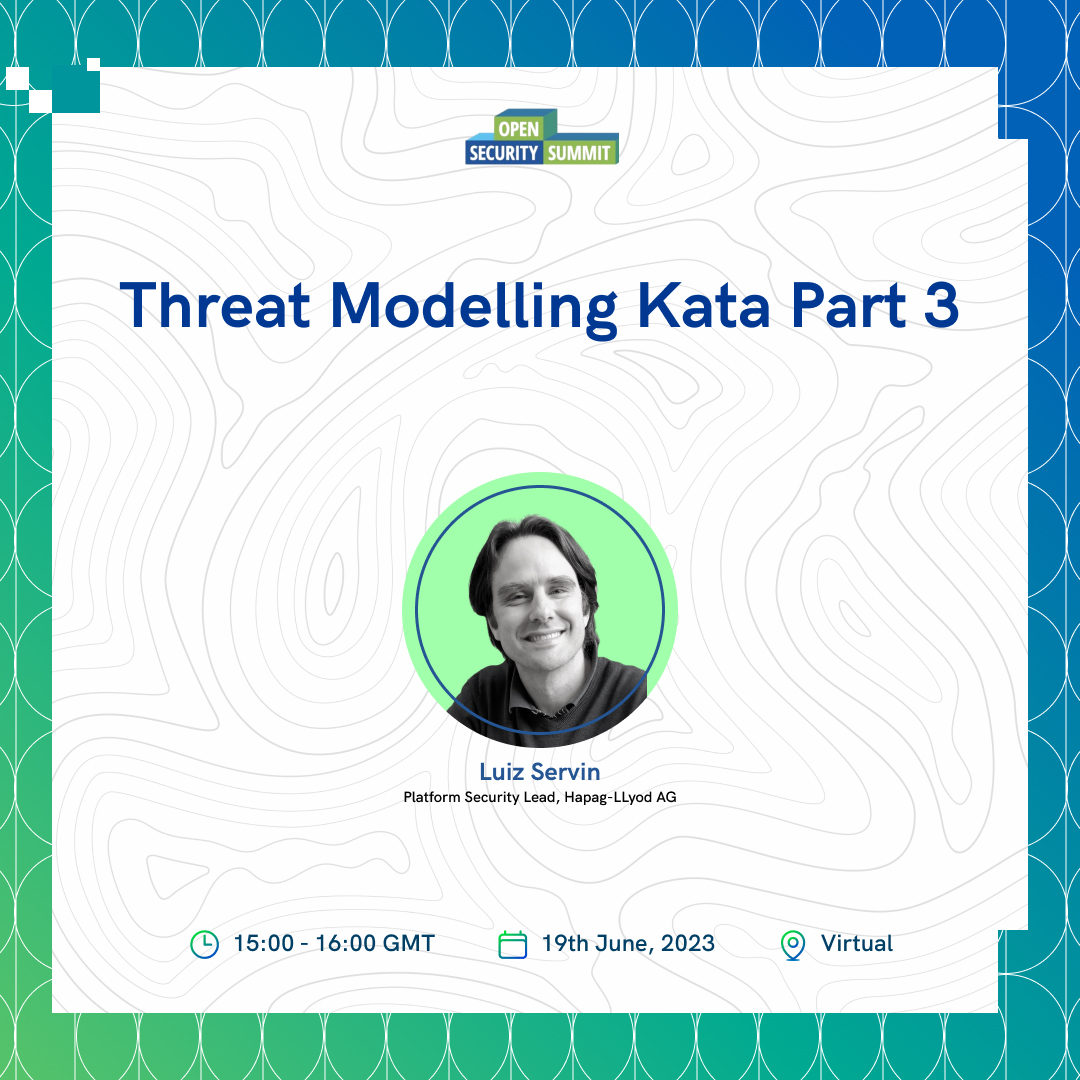 OPEN
SECURITY SUMMIT
Threat Modelling Kata Part 3
Luiz Servin
Platform Security Lead, Hapag-LLyod AG
15:00 - 16:00 GMT
19th June, 2023
Virtual